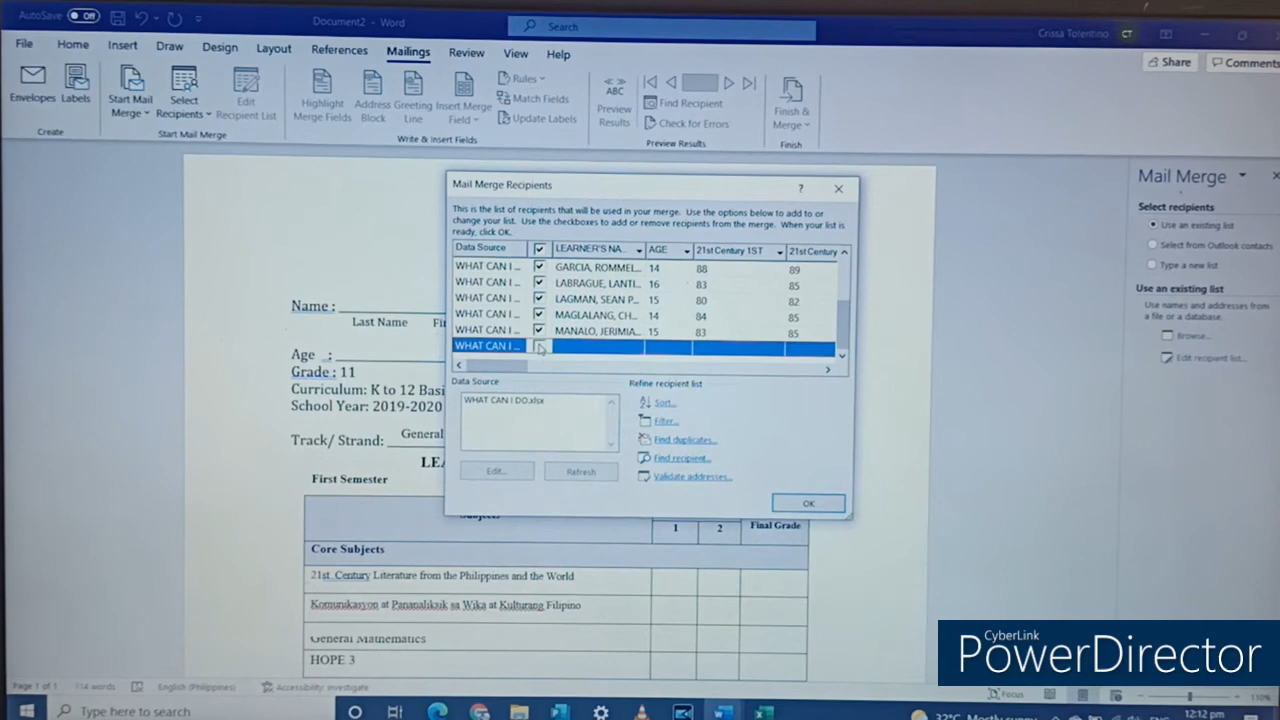 AutoSave Off Document2 - Word Search Crissa Tolentino CT
File Home Insert Draw Design Layout References Mailings Review View Help Share Comments
Envelopes Labels Start Mail Merge Select Recipients Edit Recipient List Highlight Merge Fields Address Block Greeting Line Insert Merge Field Rules Match Fields Update Labels ABC Preview Results Find Recipient Check for Errors Finish & Merge
Create Start Mail Merge Write & Insert Fields Preview Results Finish
Mail Merge Recipients ?
This is the list of recipients that will be used in your merge. Use the options below to add to or
change your list. Use the checkboxes to add or remove recipients from the merge. When your list is
ready, click OK.
Data Source LEARNER'S NA... AGE 21st Century 1ST 21st Century
WHAT CAN I ... GARCIA, ROMMEL... 14 88 89
WHAT CAN I ... LABRAGUE, LANTI... 16 83 85
WHAT CAN I ... LAGMAN, SEAN P... 15 80 82
WHAT CAN I ... MAGLALANG, CH... 14 84 85
WHAT CAN I ... MANALO, JERIMIA... 15 83 85
WHAT CAN I ...
Data Source
WHAT CAN I DO.xlsx
Edit... Refresh
Refine recipient list
Sort...
Filter...
Find duplicates...
Find recipient...
Validate addresses...
OK
Name :
Last Name Fi
Age :
Grade : 11
Curriculum: K to 12 Basi
School Year: 2019-2020
Track/ Strand: General
LEA
First Semester
Subjects 1 2 Final Grade
Core Subjects
21st Century Literature from the Philippines and the World
Komunikasyon at Pananaliksik sa Wika at Kulturang Filipino
General Mathematics
HOPE 3
Mail Merge
Select recipients
Use an existing list
Select from Outlook contacts
Type a new list
Use an existing list
Use names and addresses from
a file or a database.
Browse...
Edit recipient list...
CyberLink
PowerDirector
Page 1 of 1 114 words English (Philippines) Accessibility: Investigate Focus 110%
Type here to search 32°C Mostly sunny ENG 12:12 pm